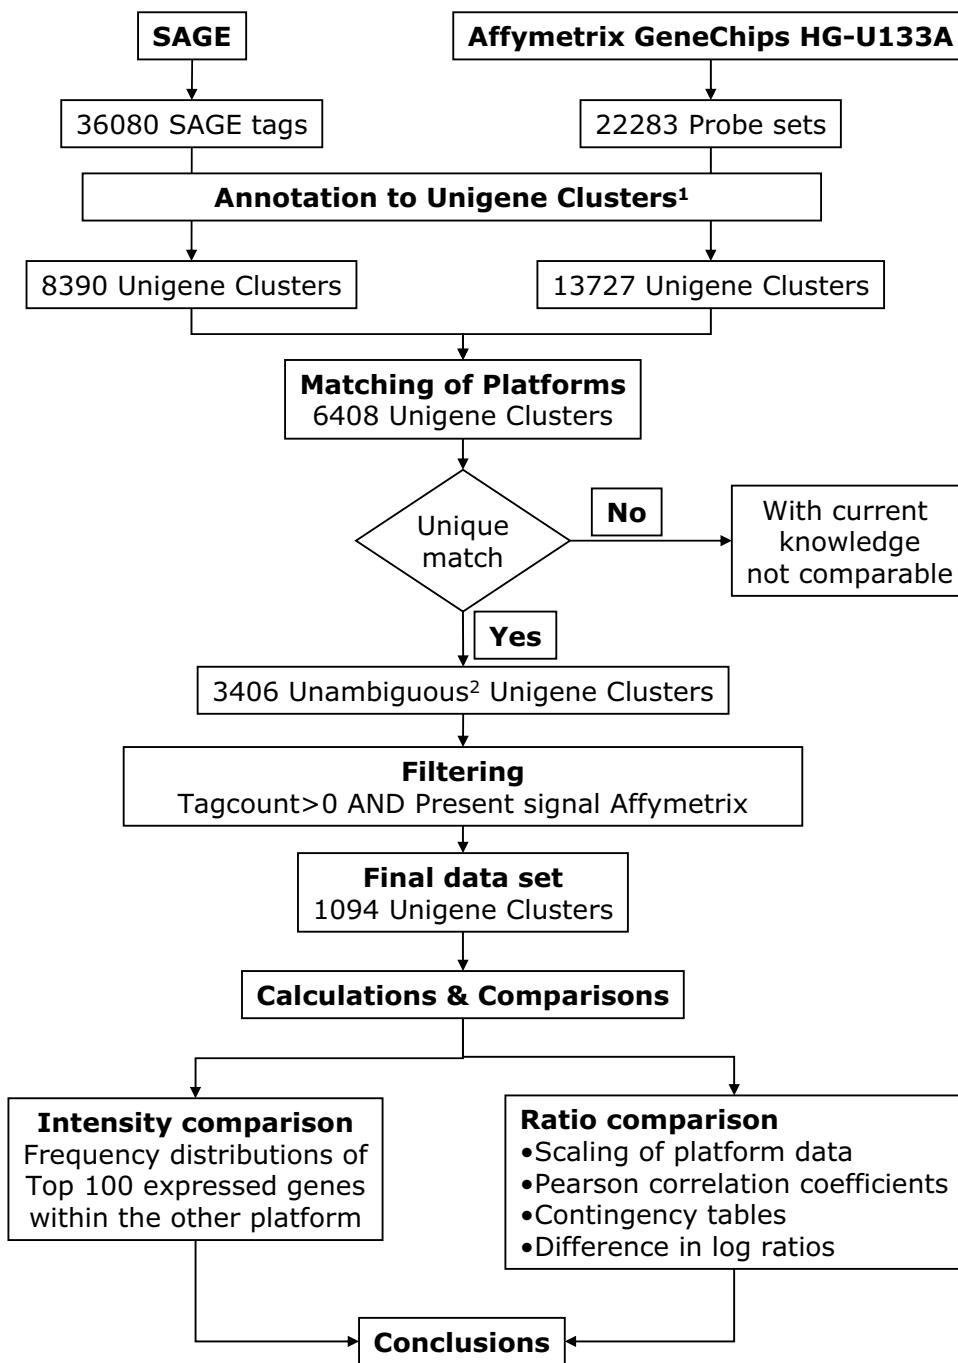 SAGE
Affymetrix GeneChips HG-U133A
36080 SAGE tags
22283 Probe sets
Annotation to Unigene Clusters¹
8390 Unigene Clusters
13727 Unigene Clusters
Matching of Platforms
6408 Unigene Clusters
Unique
match
No
With current
knowledge
not comparable
Yes
3406 Unambiguous² Unigene Clusters
Filtering
Tagcount>0 AND Present signal Affymetrix
Final data set
1094 Unigene Clusters
Calculations & Comparisons
Intensity comparison
Frequency distributions of
Top 100 expressed genes
within the other platform
Ratio comparison
•Scaling of platform data
•Pearson correlation coefficients
•Contingency tables
•Difference in log ratios
Conclusions